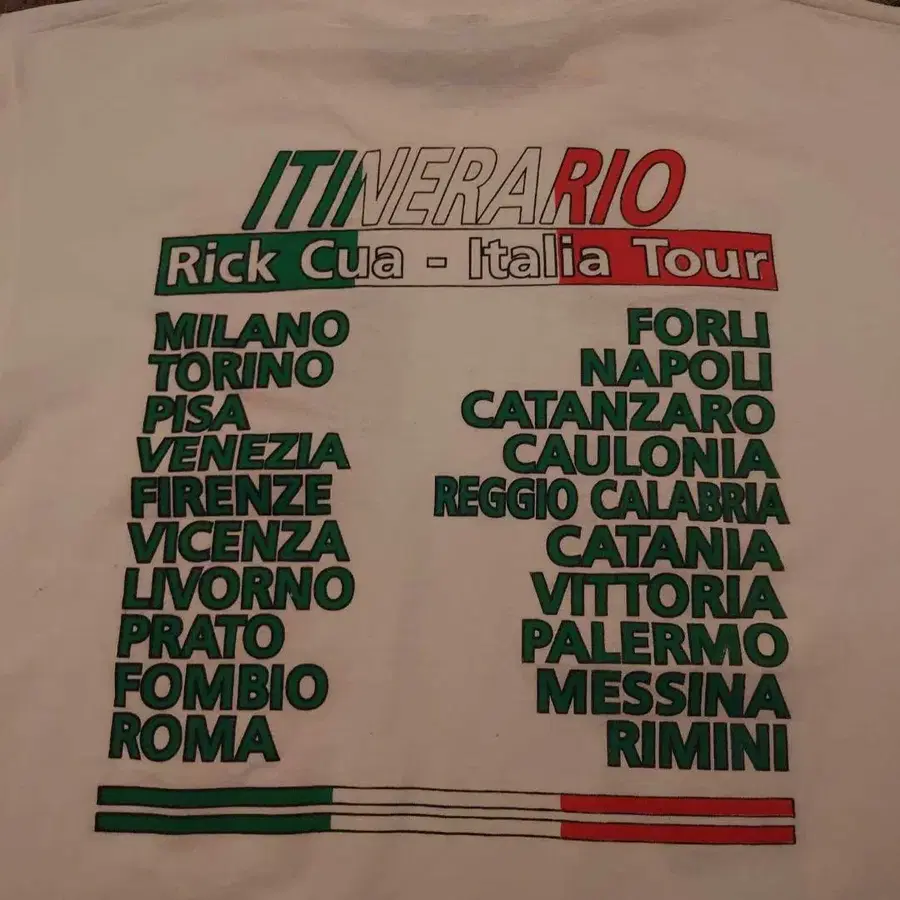 ITINERARIO
Rick Cua - Italia Tour
MILANO
TORINO
PISA
VENEZIA
FIRENZE
VICENZA
LIVORNO
PRATO
FOMBIO
ROMA
FORLI
NAPOLI
CATANZARO
CAULONIA
REGGIO CALABRIA
CATANIA
VITTORIA
PALERMO
MESSINA
RIMINI